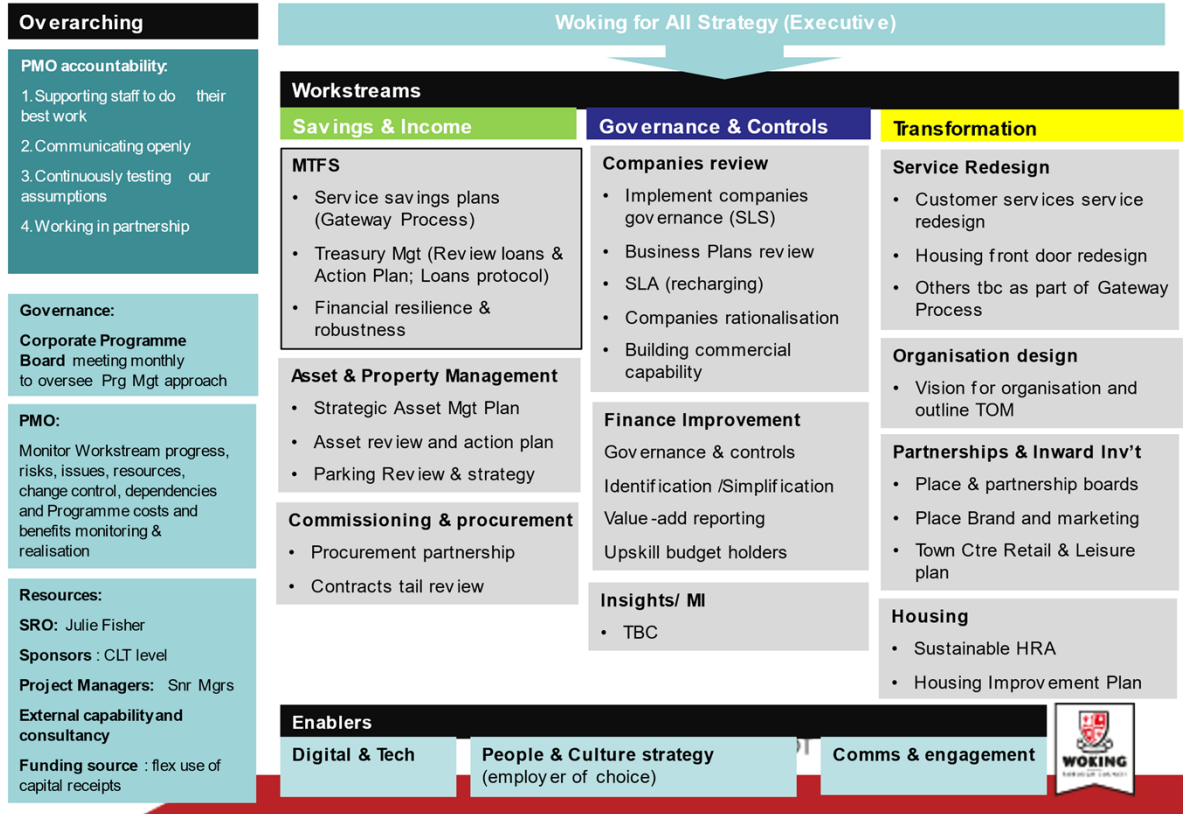 Overarching
PMO accountability:
1. Supporting staff to do their
best work
2. Communicating openly
3. Continuously testing our
assumptions
4. Working in partnership
Governance:
Corporate Programme
Board meeting monthly
to oversee Prg Mgt approach
PMO:
Monitor Workstream progress,
risks, issues, resources,
change control, dependencies
and Programme costs and
benefits monitoring &
realisation
Resources:
SRO: Julie Fisher
Sponsors : CLT level
Project Managers: Snr Mgrs
External capability and
consultancy
Funding source : flex use of
capital receipts
Woking for All Strategy (Executive)
Workstreams
Savings & Income
MTFS
• Service savings plans
(Gateway Process)
• Treasury Mgt (Review loans &
Action Plan; Loans protocol)
• Financial resilience &
robustness
Asset & Property Management
• Strategic Asset Mgt Plan
• Asset review and action plan
• Parking Review & strategy
Commissioning & procurement
• Procurement partnership
• Contracts tail review
Governance & Controls
Companies review
• Implement companies
governance (SLS)
• Business Plans review
• SLA (recharging)
• Companies rationalisation
• Building commercial
capability
Finance Improvement
Governance & controls
Identification /Simplification
Value -add reporting
Upskill budget holders
Insights/ MI
• TBC
Transformation
Service Redesign
• Customer services service
redesign
• Housing front door redesign
• Others tbc as part of Gateway
Process
Organisation design
• Vision for organisation and
outline TOM
Partnerships & Inward Inv't
• Place & partnership boards
• Place Brand and marketing
• Town Ctre Retail & Leisure
plan
Housing
• Sustainable HRA
• Housing Improvement Plan
Enablers
Digital & Tech
People & Culture strategy
(employer of choice)
Comms & engagement
WOKING